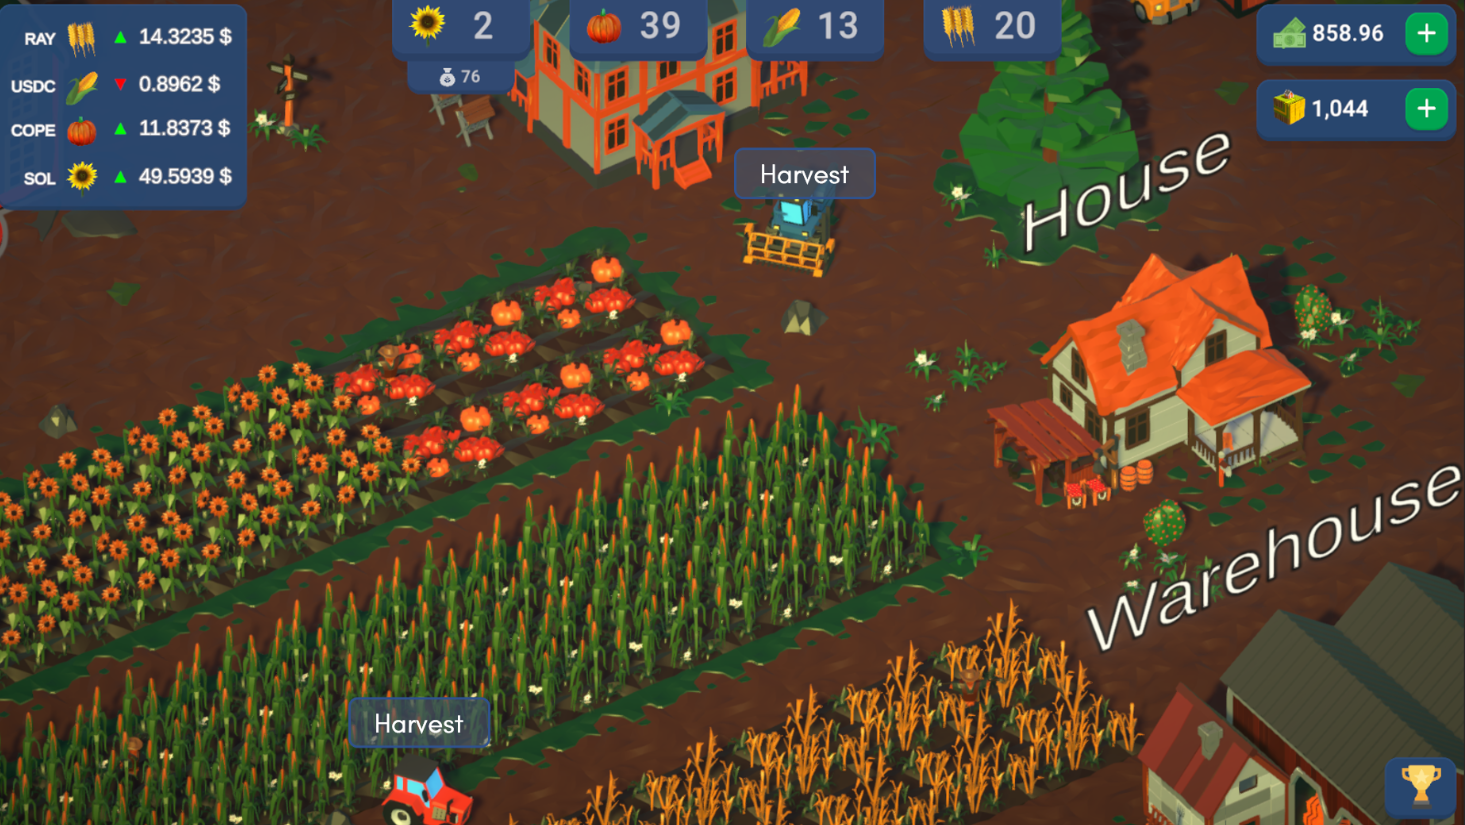 RAY 14.3235 $
USDC 0.8962 $
COPE 11.8373 $
SOL 49.5939 $
2
76
39
13
20
858.96 +
1,044 +
Harvest
House
Warehouse
Harvest